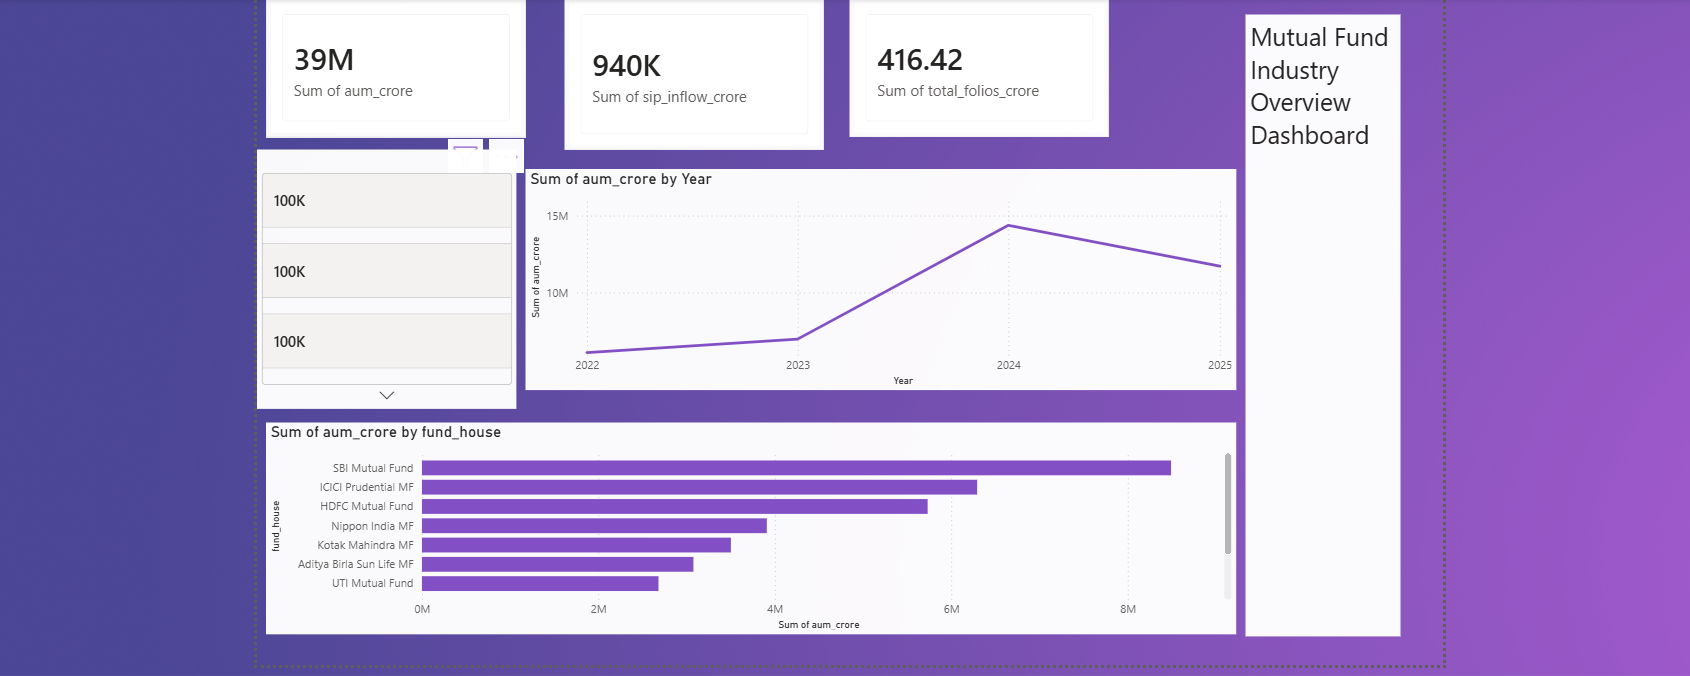 39M
Sum of aum_crore
940K
Sum of sip_inflow_crore
416.42
Sum of total_folios_crore
Mutual Fund
Industry
Overview
Dashboard
100K
100K
100K
Sum of aum_crore by Year
Sum of aum_crore
15M
10M
2022
2023
2024
2025
Year
Sum of aum_crore by fund_house
fund_house
SBI Mutual Fund
ICICI Prudential MF
HDFC Mutual Fund
Nippon India MF
Kotak Mahindra MF
Aditya Birla Sun Life MF
UTI Mutual Fund
0M
2M
4M
6M
8M
Sum of aum_crore